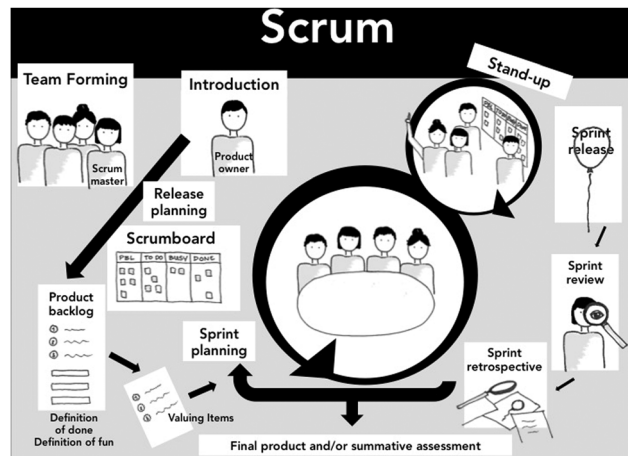 Scrum
Team Forming
Scrum
master
Introduction
Product
owner
Stand-up
Sprint
release
Release
planning
Scrumboard
PBL TO DO BUSY DONE
Product
backlog
Sprint
planning
Sprint
review
Sprint
retrospective
Definition
of done
Definition of fun
Valuing Items
Final product and/or summative assessment